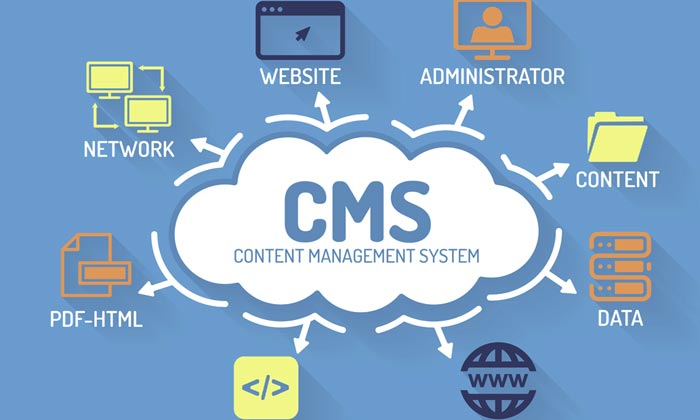 WEBSITE
ADMINISTRATOR
NETWORK
CONTENT
CMS
CONTENT MANAGEMENT SYSTEM
PDF-HTML
DATA
</>
WWW